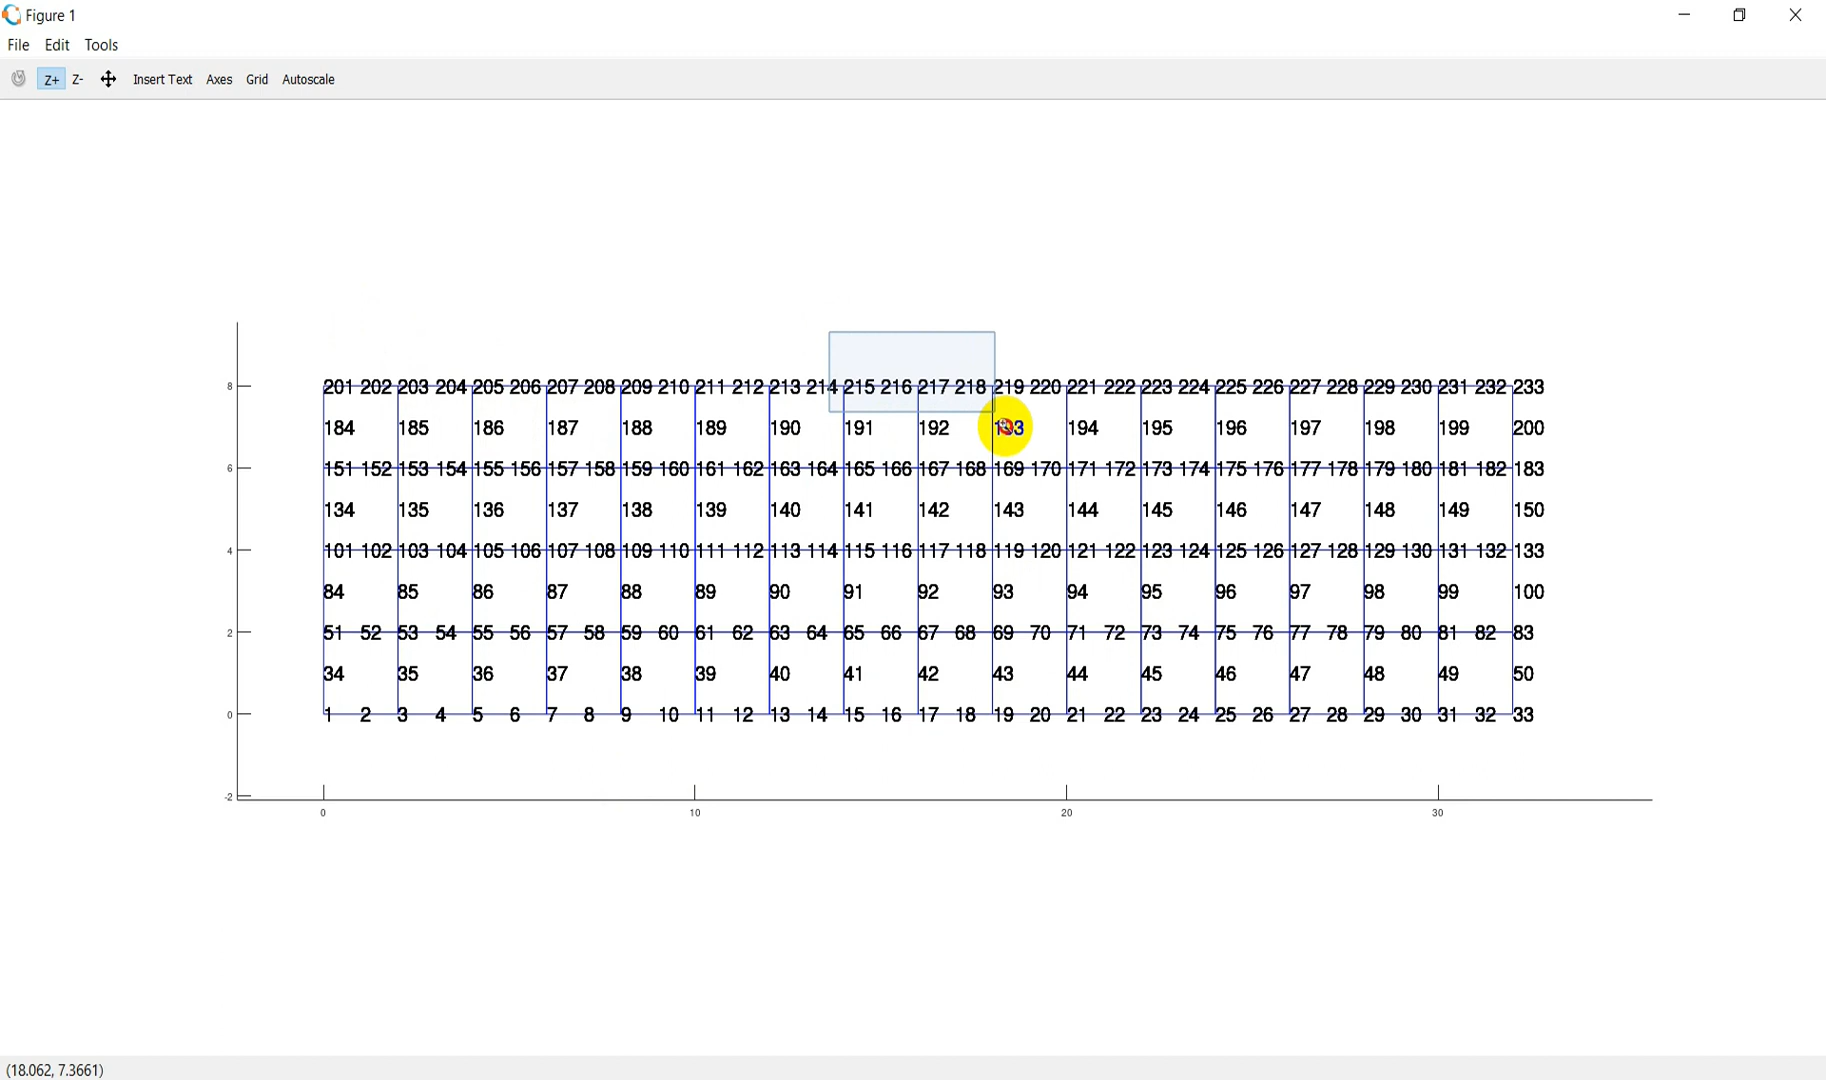 Figure 1
File Edit Tools
Z+ Z- Insert Text Axes Grid Autoscale
8 201 202 203 204 205 206 207 208 209 210 211 212 213 214 215 216 217 218 219 220 221 222 223 224 225 226 227 228 229 230 231 232 233
184 185 186 187 188 189 190 191 192 193 194 195 196 197 198 199 200
6 151 152 153 154 155 156 157 158 159 160 161 162 163 164 165 166 167 168 169 170 171 172 173 174 175 176 177 178 179 180 181 182 183
134 135 136 137 138 139 140 141 142 143 144 145 146 147 148 149 150
4 101 102 103 104 105 106 107 108 109 110 111 112 113 114 115 116 117 118 119 120 121 122 123 124 125 126 127 128 129 130 131 132 133
84 85 86 87 88 89 90 91 92 93 94 95 96 97 98 99 100
2 51 52 53 54 55 56 57 58 59 60 61 62 63 64 65 66 67 68 69 70 71 72 73 74 75 76 77 78 79 80 81 82 83
34 35 36 37 38 39 40 41 42 43 44 45 46 47 48 49 50
0 1 2 3 4 5 6 7 8 9 10 11 12 13 14 15 16 17 18 19 20 21 22 23 24 25 26 27 28 29 30 31 32 33
-2
0 10 20 30
(18.062, 7.3661)